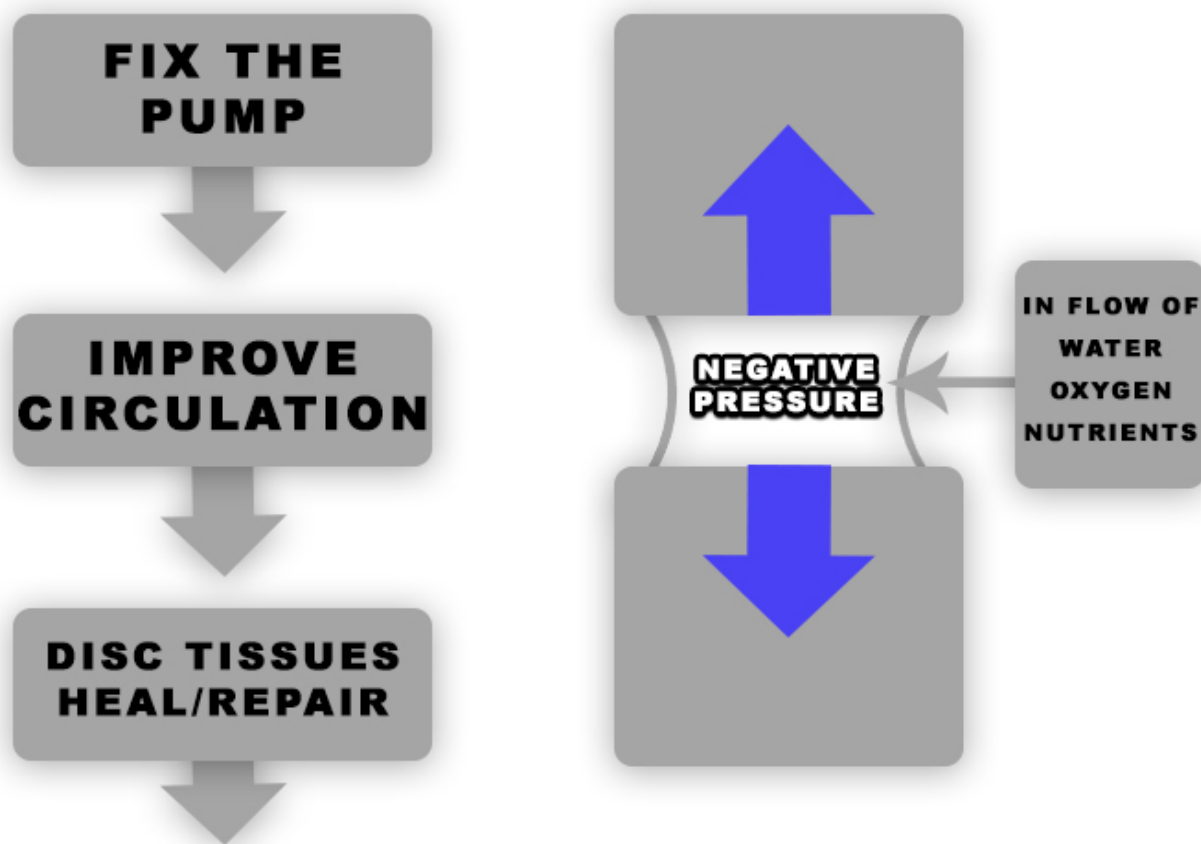 FIX THE
PUMP
IMPROVE
CIRCULATION
DISC TISSUES
HEAL/REPAIR
NEGATIVE
PRESSURE
IN FLOW OF
WATER
OXYGEN
NUTRIENTS